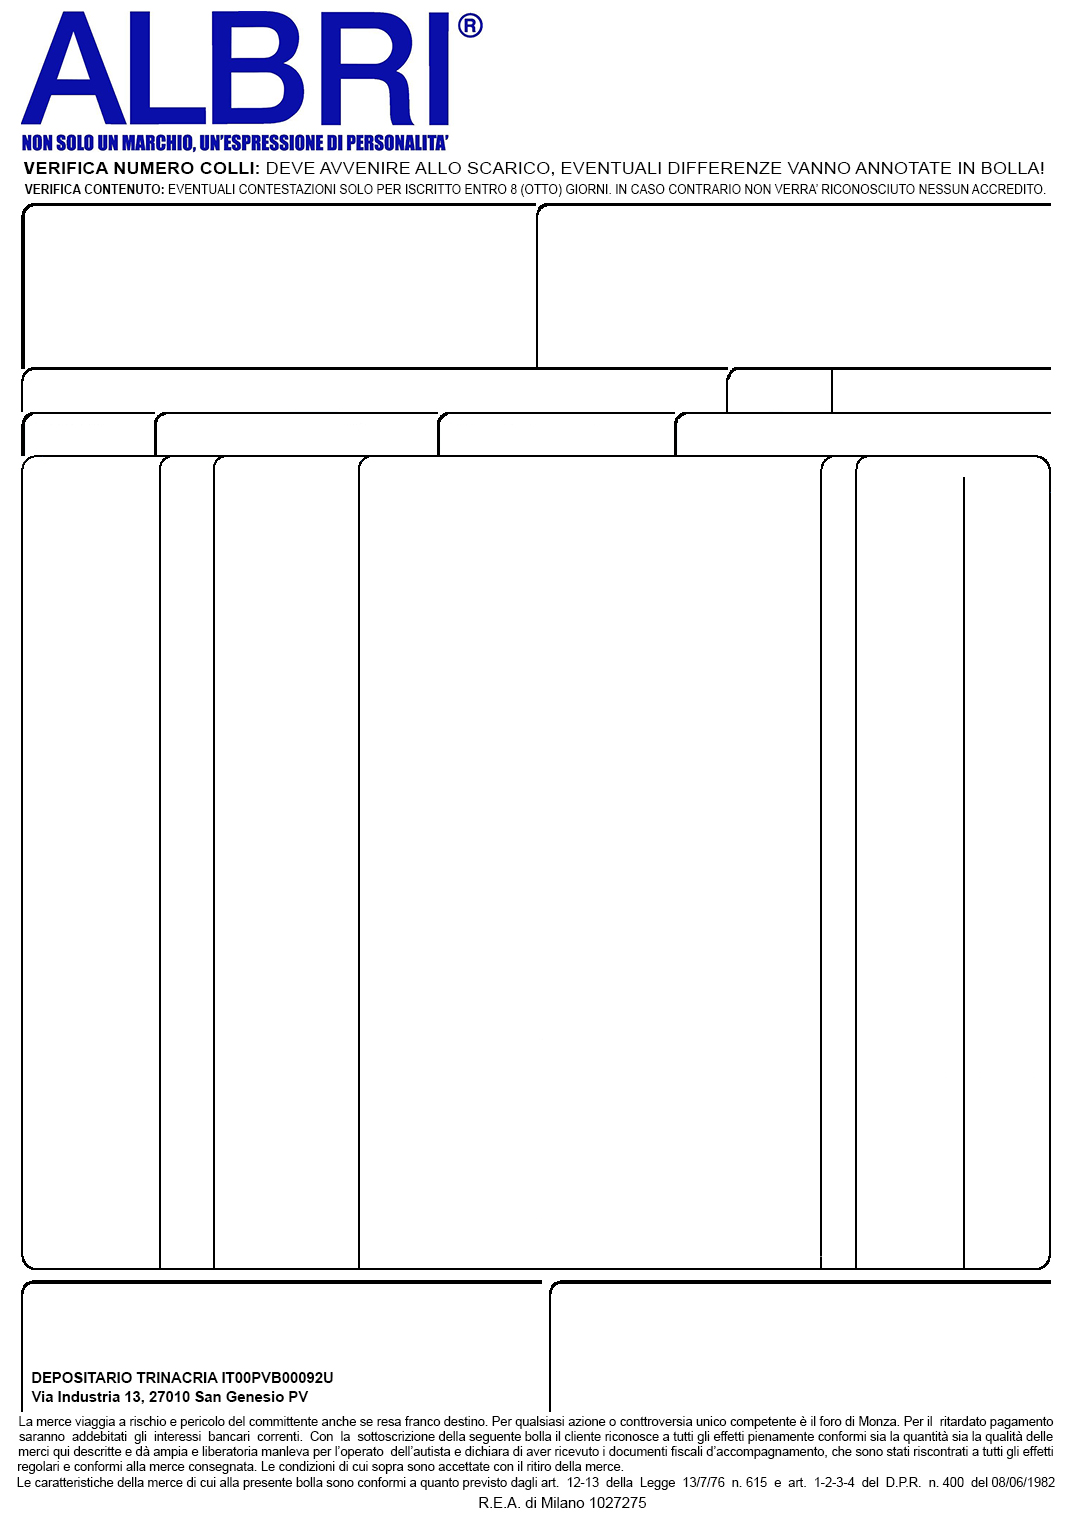 ALBRI®
NON SOLO UN MARCHIO, UN'ESPRESSIONE DI PERSONALITA'
VERIFICA NUMERO COLLI: DEVE AVVENIRE ALLO SCARICO, EVENTUALI DIFFERENZE VANNO ANNOTATE IN BOLLA!
VERIFICA CONTENUTO: EVENTUALI CONTESTAZIONI SOLO PER ISCRITTO ENTRO 8 (OTTO) GIORNI. IN CASO CONTRARIO NON VERRA' RICONOSCIUTO NESSUN ACCREDITO.
DEPOSITARIO TRINACRIA IT00PVB00092U
Via Industria 13, 27010 San Genesio PV
La merce viaggia a rischio e pericolo del committente anche se resa franco destino. Per qualsiasi azione o conttroversia unico competente è il foro di Monza. Per il ritardato pagamento
saranno addebitati gli interessi bancari correnti. Con la sottoscrizione della seguente bolla il cliente riconosce a tutti gli effetti pienamente conformi sia la quantità sia la qualità delle
merci qui descritte e dà ampia e liberatoria manleva per l'operato dell'autista e dichiara di aver ricevuto i documenti fiscali d'accompagnamento, che sono stati riscontrati a tutti gli effetti
regolari e conformi alla merce consegnata. Le condizioni di cui sopra sono accettate con il ritiro della merce.
Le caratteristiche della merce di cui alla presente bolla sono conformi a quanto previsto dagli art. 12-13 della Legge 13/7/76 n. 615 e art. 1-2-3-4 del D.P.R. n. 400 del 08/06/1982
R.E.A. di Milano 1027275